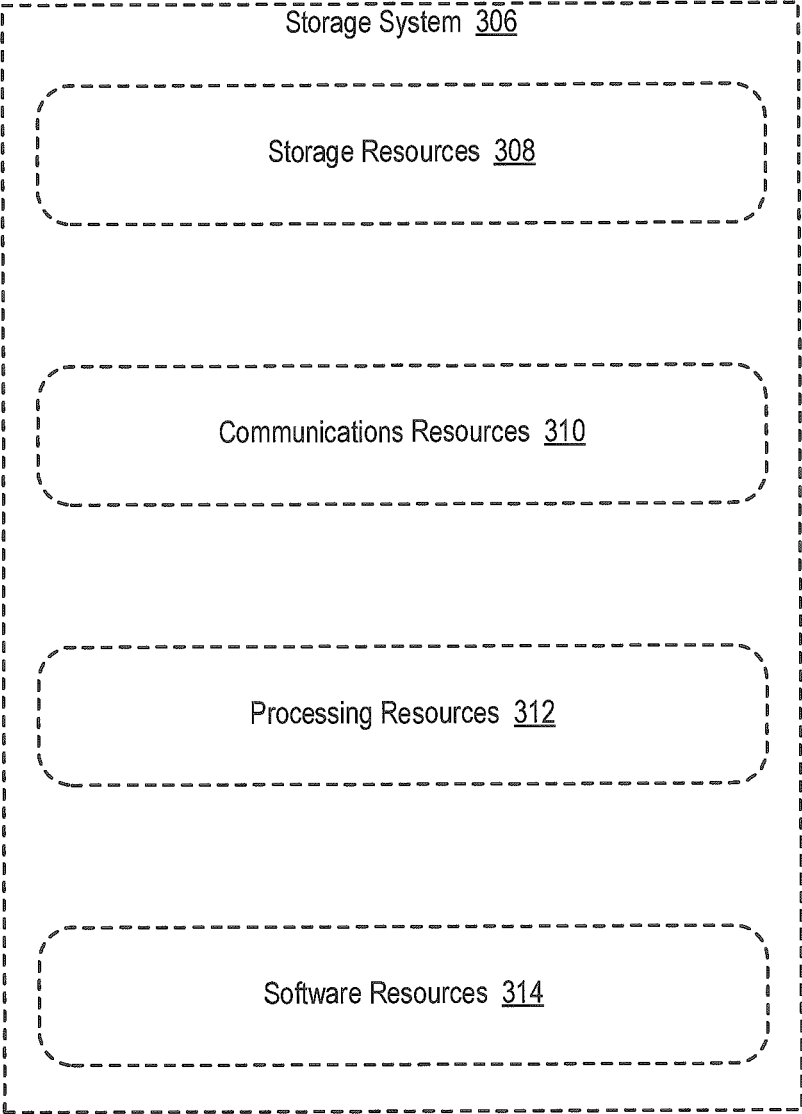 Storage System 306
Storage Resources 308
Communications Resources 310
Processing Resources 312
Software Resources 314